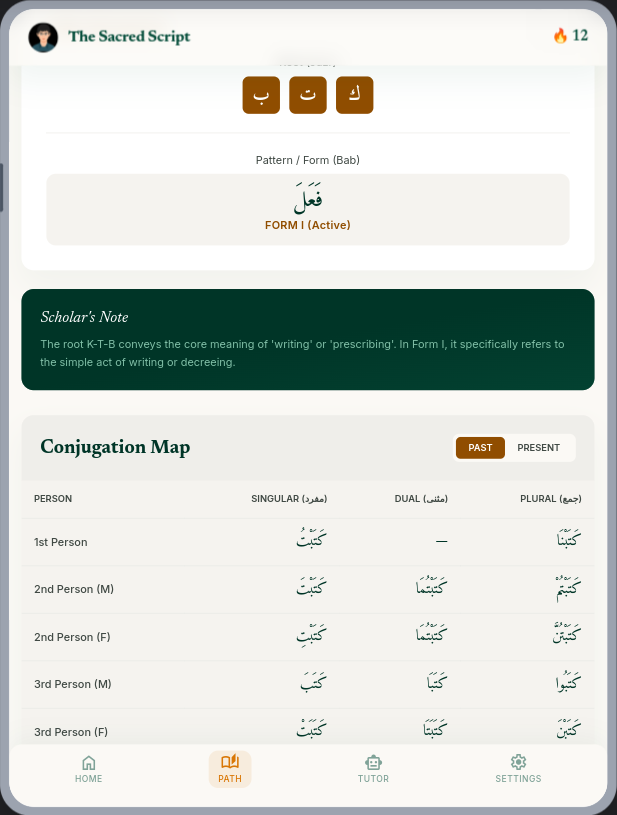 The Sacred Script
🔥 12
ب ت ك
Pattern / Form (Bab)
فَعَلَ
FORM I (Active)
Scholar's Note
The root K-T-B conveys the core meaning of 'writing' or 'prescribing'. In Form I, it specifically refers to
the simple act of writing or decreeing.
Conjugation Map
PAST PRESENT
PERSON SINGULAR (مفرد) DUAL (مثنى) PLURAL (جمع)
1st Person كَتَبْتُ — كَتَبْنَا
2nd Person (M) كَتَبْتَ كَتَبْتُمَا كَتَبْتُمْ
2nd Person (F) كَتَبْتِ كَتَبْتُمَا كَتَبْتُنَّ
3rd Person (M) كَتَبَ كَتَبَا كَتَبُوا
3rd Person (F) كَتَبَتْ كَتَبَتَا كَتَبْنَ
HOME PATH TUTOR SETTINGS